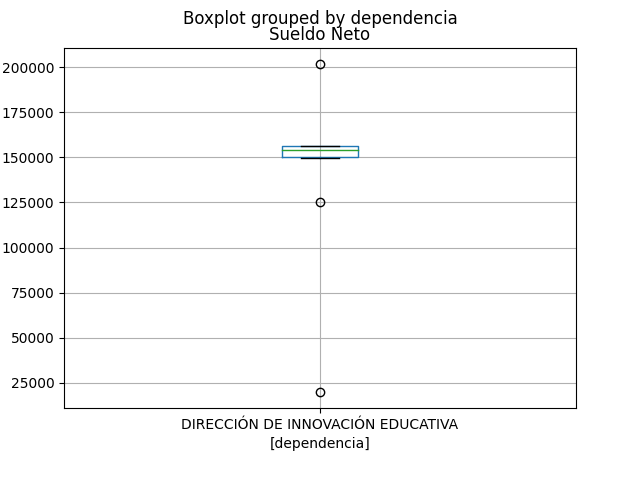 Boxplot grouped by dependencia
Sueldo Neto
200000
175000
150000
125000
100000
75000
50000
25000
DIRECCIÓN DE INNOVACIÓN EDUCATIVA
[dependencia]